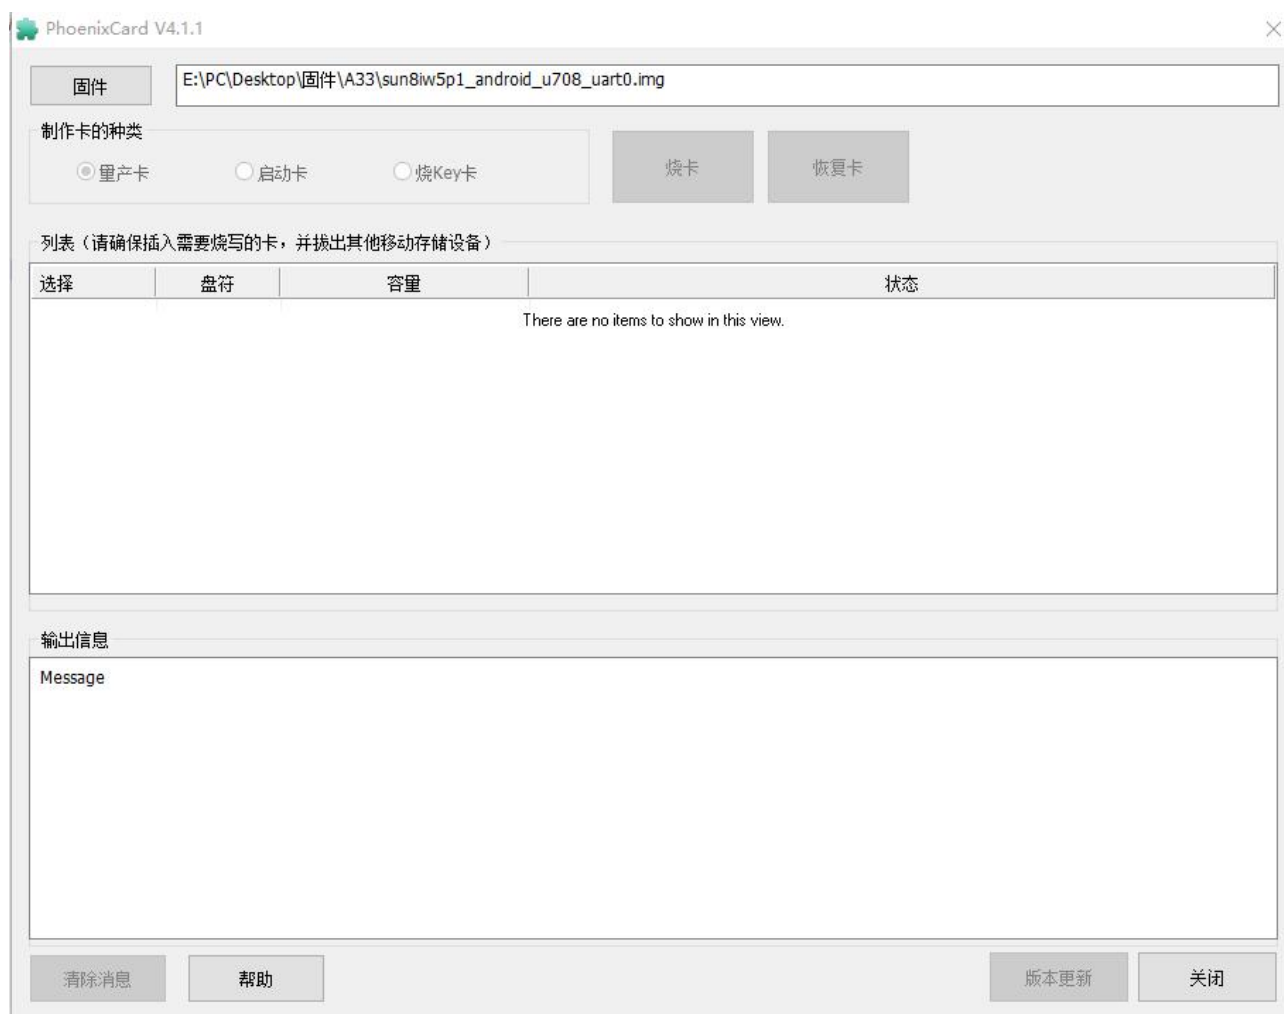 PhoenixCard V4.1.1
固件 E:\PC\Desktop\固件\A33\sun8iw5p1_android_u708_uart0.img
制作卡的种类
量产卡 启动卡 烧Key卡 烧卡 恢复卡
列表（请确保插入需要烧写的卡，并拔出其他移动存储设备）
选择 盘符 容量 状态
There are no items to show in this view.
输出信息
Message
清除消息 帮助 版本更新 关闭